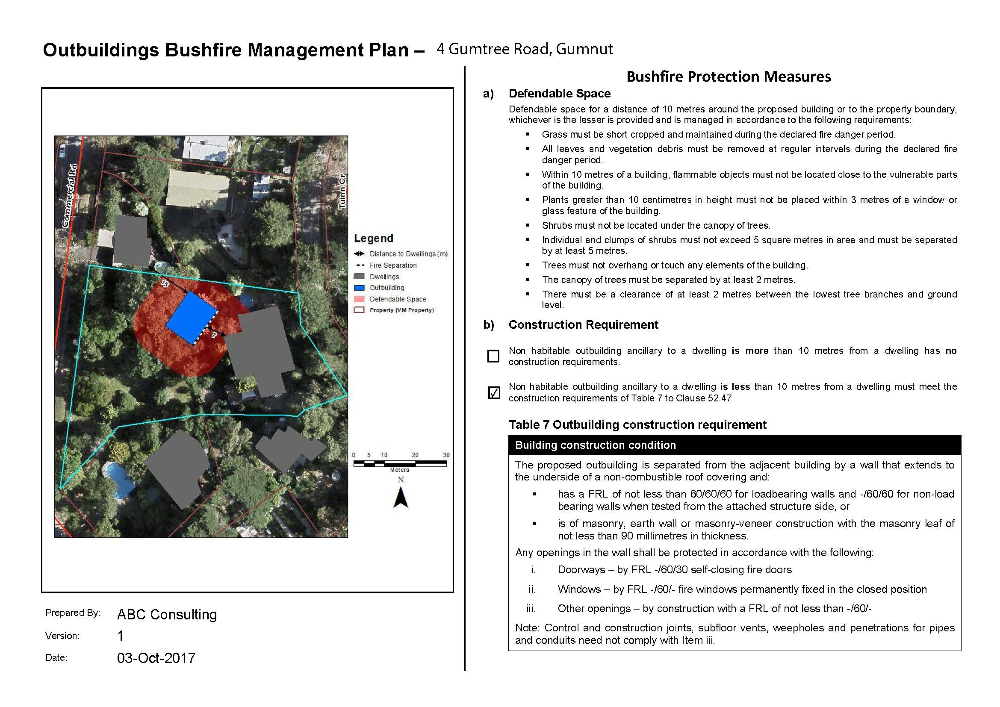 Outbuildings Bushfire Management Plan – 4 Gumtree Road, Gumnut
Commercial Rd
Tuinn Cr
15
7
Legend
Distance to Dwellings (m)
Fire Separation
Dwellings
Outbuilding
Defendable Space
Property (VM Property)
0 5 10 20 30
Meters
N
Prepared By: ABC Consulting
Version: 1
Date: 03-Oct-2017
Bushfire Protection Measures
a) Defendable Space
Defendable space for a distance of 10 metres around the proposed building or to the property boundary,
whichever is the lesser is provided and is managed in accordance to the following requirements:
▪ Grass must be short cropped and maintained during the declared fire danger period.
▪ All leaves and vegetation debris must be removed at regular intervals during the declared fire
danger period.
▪ Within 10 metres of a building, flammable objects must not be located close to the vulnerable parts
of the building.
▪ Plants greater than 10 centimetres in height must not be placed within 3 metres of a window or
glass feature of the building.
▪ Shrubs must not be located under the canopy of trees.
▪ Individual and clumps of shrubs must not exceed 5 square metres in area and must be separated
by at least 5 metres.
▪ Trees must not overhang or touch any elements of the building.
▪ The canopy of trees must be separated by at least 2 metres.
▪ There must be a clearance of at least 2 metres between the lowest tree branches and ground
level.
b) Construction Requirement
Non habitable outbuilding ancillary to a dwelling is more than 10 metres from a dwelling has no
construction requirements.
Non habitable outbuilding ancillary to a dwelling is less than 10 metres from a dwelling must meet the
construction requirements of Table 7 to Clause 52.47
Table 7 Outbuilding construction requirement
Building construction condition
The proposed outbuilding is separated from the adjacent building by a wall that extends to
the underside of a non-combustible roof covering and:
▪ has a FRL of not less than 60/60/60 for loadbearing walls and -/60/60 for non-load
bearing walls when tested from the attached structure side, or
▪ is of masonry, earth wall or masonry-veneer construction with the masonry leaf of
not less than 90 millimetres in thickness.
Any openings in the wall shall be protected in accordance with the following:
i. Doorways – by FRL -/60/30 self-closing fire doors
ii. Windows – by FRL -/60/- fire windows permanently fixed in the closed position
iii. Other openings – by construction with a FRL of not less than -/60/-
Note: Control and construction joints, subfloor vents, weepholes and penetrations for pipes
and conduits need not comply with Item iii.